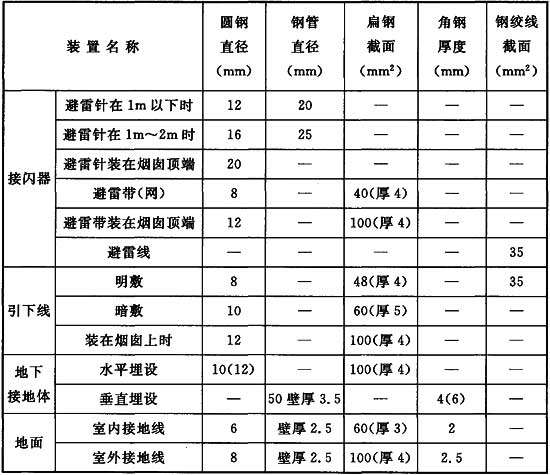 装置名称 圆钢直径(mm) 钢管直径(mm) 扁钢截面(mm²) 角钢厚度(mm) 钢绞线截面(mm²)
接闪器 避雷针在1m以下时 12 20 — — —
避雷针在1m～2m时 16 25 — — —
避雷针装在烟囱顶端 20 — — — —
避雷带(网) 8 — 40(厚4) — —
避雷带装在烟囱顶端 12 — 100(厚4) — —
避雷线 — — — — 35
引下线 明敷 8 — 48(厚4) — 35
暗敷 10 — 60(厚5) — —
装在烟囱上时 12 — 100(厚4) — —
地下接地体 水平埋设 10(12) — 100(厚4) — —
垂直埋设 — 50壁厚3.5 — 4(6) —
地面 室内接地线 6 壁厚2.5 60(厚3) 2 —
室外接地线 8 壁厚2.5 100(厚4) 2.5 —